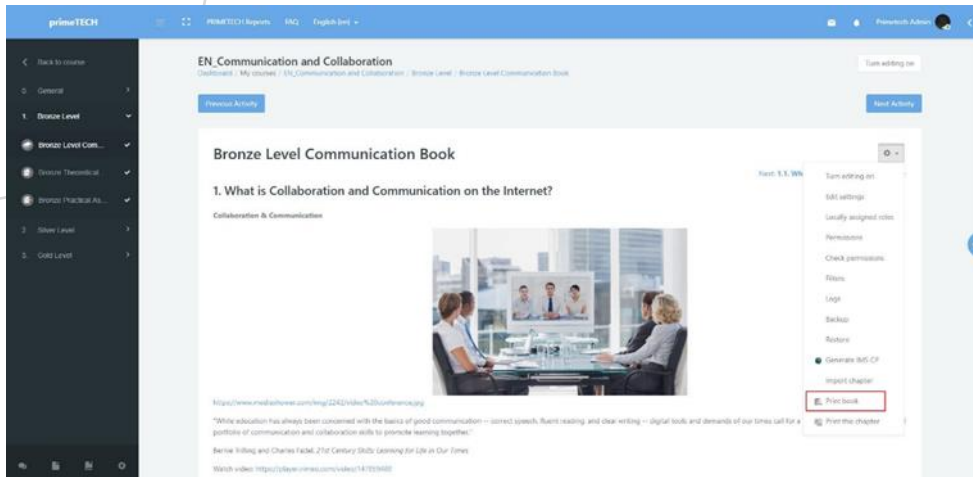 primeTECH
PRIMETECH Reports FAQ English (en)
Primetech Admin
Back to course
0. General
1. Bronze Level
Bronze Level Com...
Bronze Theoretical
Bronze Practical As...
2. Silver Level
3. Gold Level
EN_Communication and Collaboration
Dashboard / My courses / EN_Communication and Collaboration / Bronze Level / Bronze Level Communication Book
Turn editing on
Previous Activity
Next Activity
Bronze Level Communication Book
Next: 1.1. Wh
1. What is Collaboration and Communication on the Internet?
Collaboration & Communication
Turn editing on
Edit settings
Locally assigned roles
Permissions
Check permissions
Filters
Logs
Backup
Restore
Generate IMS CP
Import chapter
Print book
Print this chapter
"While education has always been concerned with the basics of good communication -- correct speech, fluent reading, and clear writing -- digital tools and demands of our times call for a
portfolio of communication and collaboration skills to promote learning together."
Bernie Trilling and Charles Fadel, 21st Century Skills: Learning for Life in Our Times
Watch video: